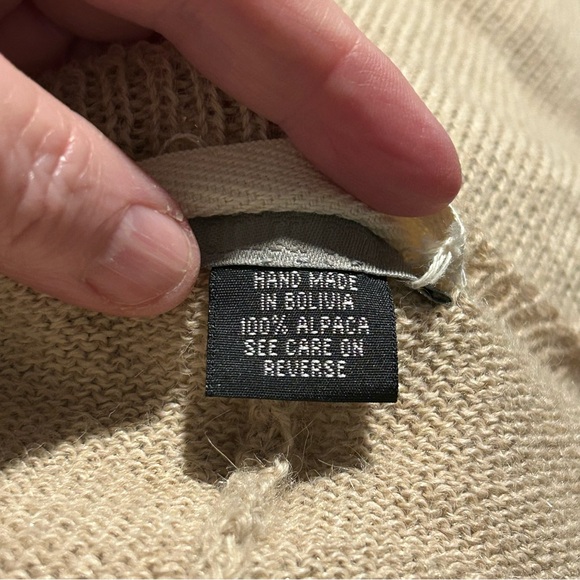 HAND MADE
IN BOLIVIA
100% ALPACA
SEE CARE ON
REVERSE